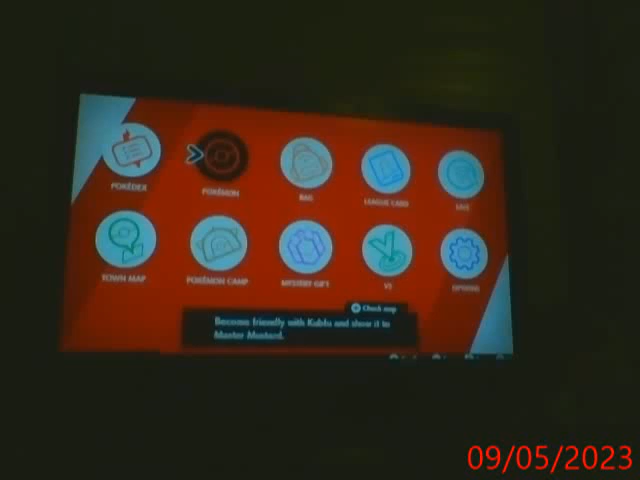 POKÉDEX
POKÉMON
BAG
LEAGUE CARD
SAVE
TOWN MAP
POKÉMON CAMP
MYSTERY GIFT
VS
OPTIONS
Check map
Become friendly with Kubfu and show it to
Master Mustard.
09/05/2023